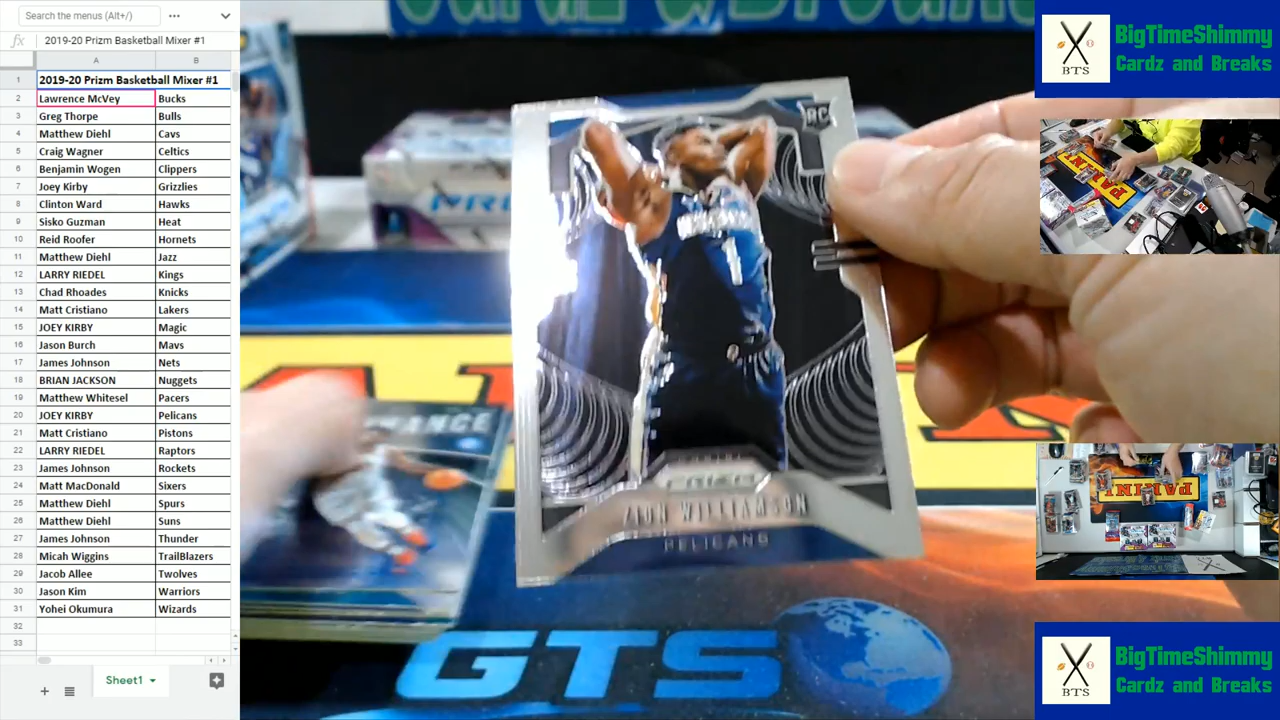 Search the menus (Alt+/)
fx 2019-20 Prizm Basketball Mixer #1
A B
1 2019-20 Prizm Basketball Mixer #1
2 Lawrence McVey Bucks
3 Greg Thorpe Bulls
4 Matthew Diehl Cavs
5 Craig Wagner Celtics
6 Benjamin Wogen Clippers
7 Joey Kirby Grizzlies
8 Clinton Ward Hawks
9 Sisko Guzman Heat
10 Reid Roofer Hornets
11 Matthew Diehl Jazz
12 LARRY RIEDEL Kings
13 Chad Rhoades Knicks
14 Matt Cristiano Lakers
15 JOEY KIRBY Magic
16 Jason Burch Mavs
17 James Johnson Nets
18 BRIAN JACKSON Nuggets
19 Matthew Whitesel Pacers
20 JOEY KIRBY Pelicans
21 Matt Cristiano Pistons
22 LARRY RIEDEL Raptors
23 James Johnson Rockets
24 Matt MacDonald Sixers
25 Matthew Diehl Spurs
26 Matthew Diehl Suns
27 James Johnson Thunder
28 Micah Wiggins TrailBlazers
29 Jacob Allee Twolves
30 Jason Kim Warriors
31 Yohei Okumura Wizards
32
33
Sheet1
RC
1
ZION WILLIAMSON
PELICANS
GTS
BTS
BigTimeShimmy
Cardz and Breaks
PANINI
PANINI
BTS
BigTimeShimmy
Cardz and Breaks